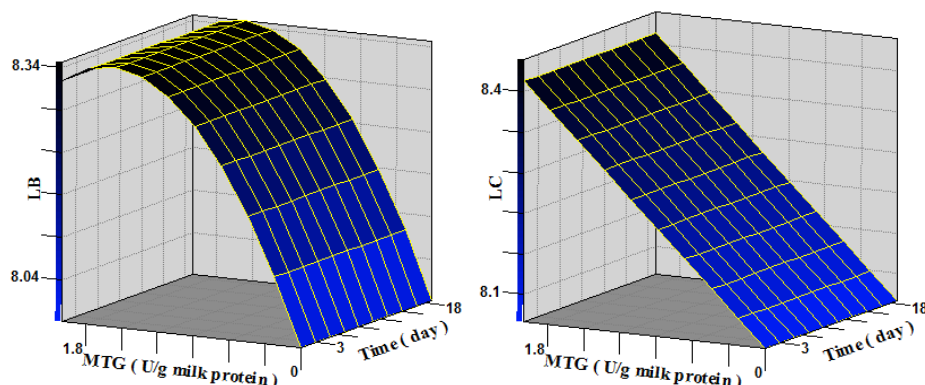 8.34
LB
8.04
1.8
MTG ( U/g milk protein )
0
3
Time ( day )
18
8.4
LC
8.1
1.8
MTG ( U/g milk protein )
0
3
Time ( day )
18